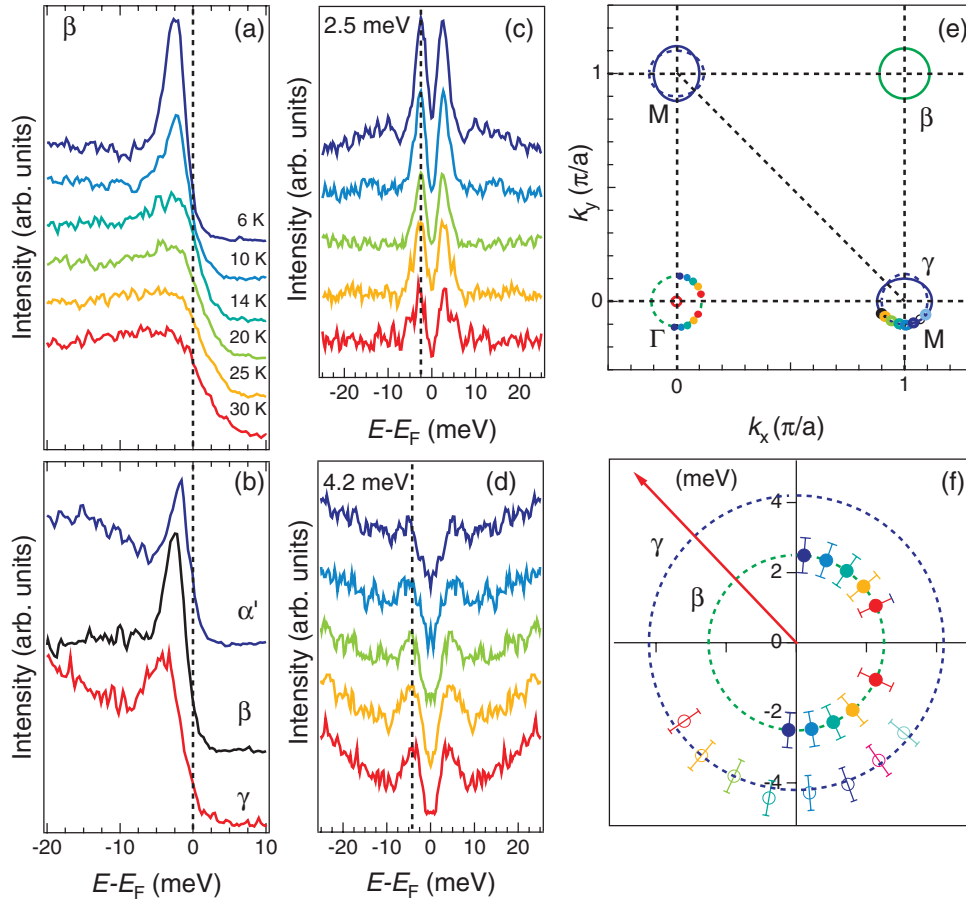 β
(a)
6 K
10 K
14 K
20 K
25 K
30 K
Intensity (arb. units)
-20
-10
0
10
(b)
α'
β
γ
Intensity (arb. units)
-20
-10
0
10
E-E_F (meV)
2.5 meV
(c)
Intensity (arb. units)
-20
0
20
E-E_F (meV)
4.2 meV
(d)
Intensity (arb. units)
-20
0
20
E-E_F (meV)
(e)
1
M
β
k_y (π/a)
γ
0
Γ
M
0
1
k_x (π/a)
(meV)
(f)
4
γ
2
β
0
-2
-4